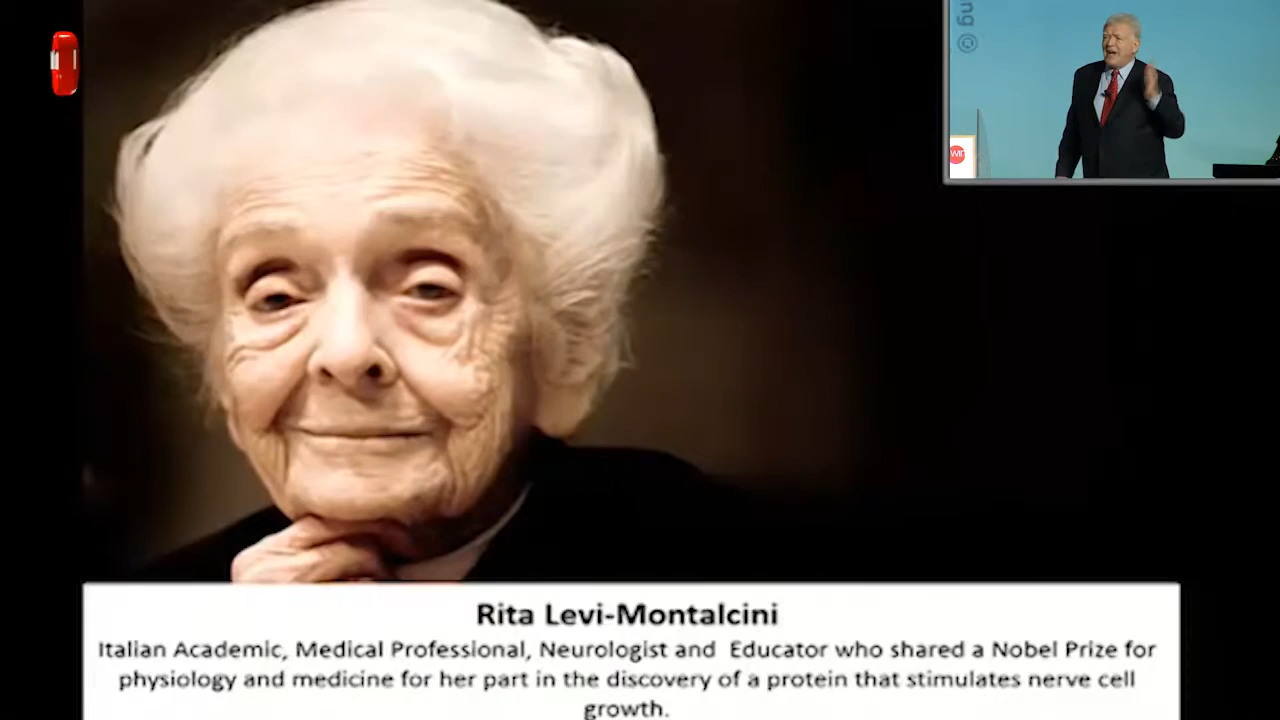 ng ®
Rita Levi-Montalcini
Italian Academic, Medical Professional, Neurologist and Educator who shared a Nobel Prize for
physiology and medicine for her part in the discovery of a protein that stimulates nerve cell
growth.